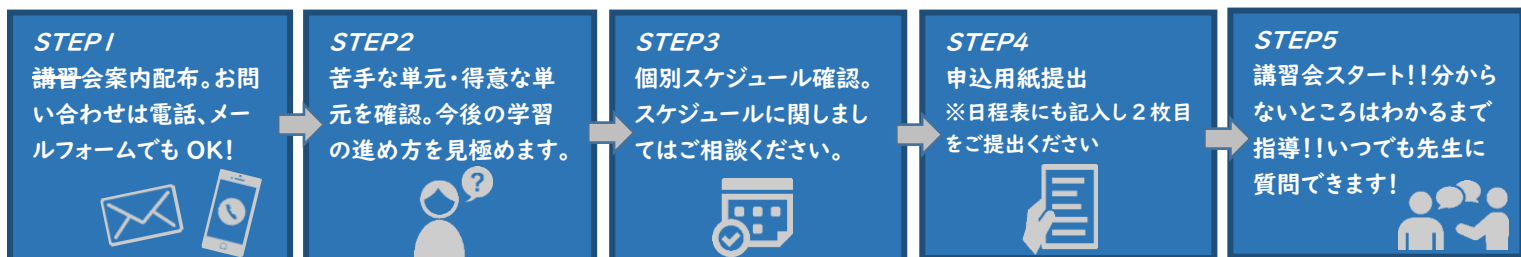 STEP1
講習会案内配布。お問
い合わせは電話、メー
ルフォームでも OK!
STEP2
苦手な単元・得意な単
元を確認。今後の学習
の進め方を見極めます。
?
STEP3
個別スケジュール確認。
スケジュールに関しまし
てはご相談ください。
STEP4
申込用紙提出
※日程表にも記入し2枚目
をご提出ください
STEP5
講習会スタート!!分から
ないところはわかるまで
指導!!いつでも先生に
質問できます!